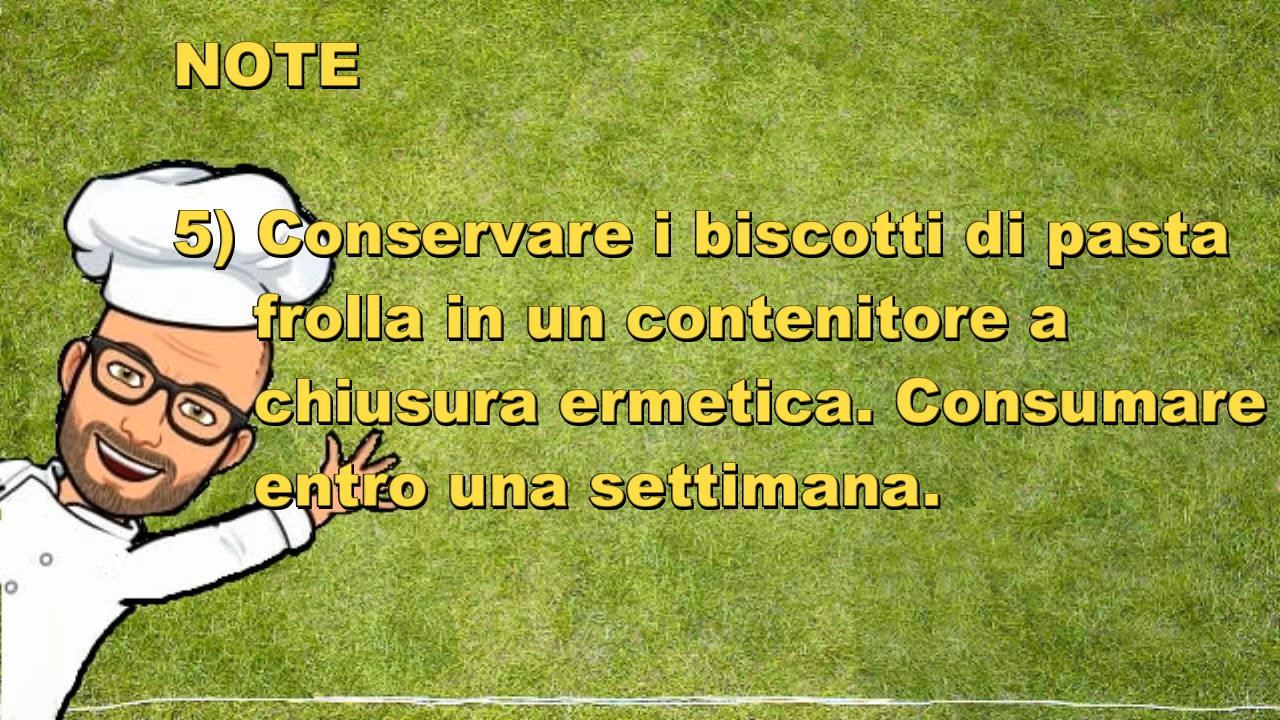 NOTE
5) Conservare i biscotti di pasta
frolla in un contenitore a
chiusura ermetica. Consumare
entro una settimana.